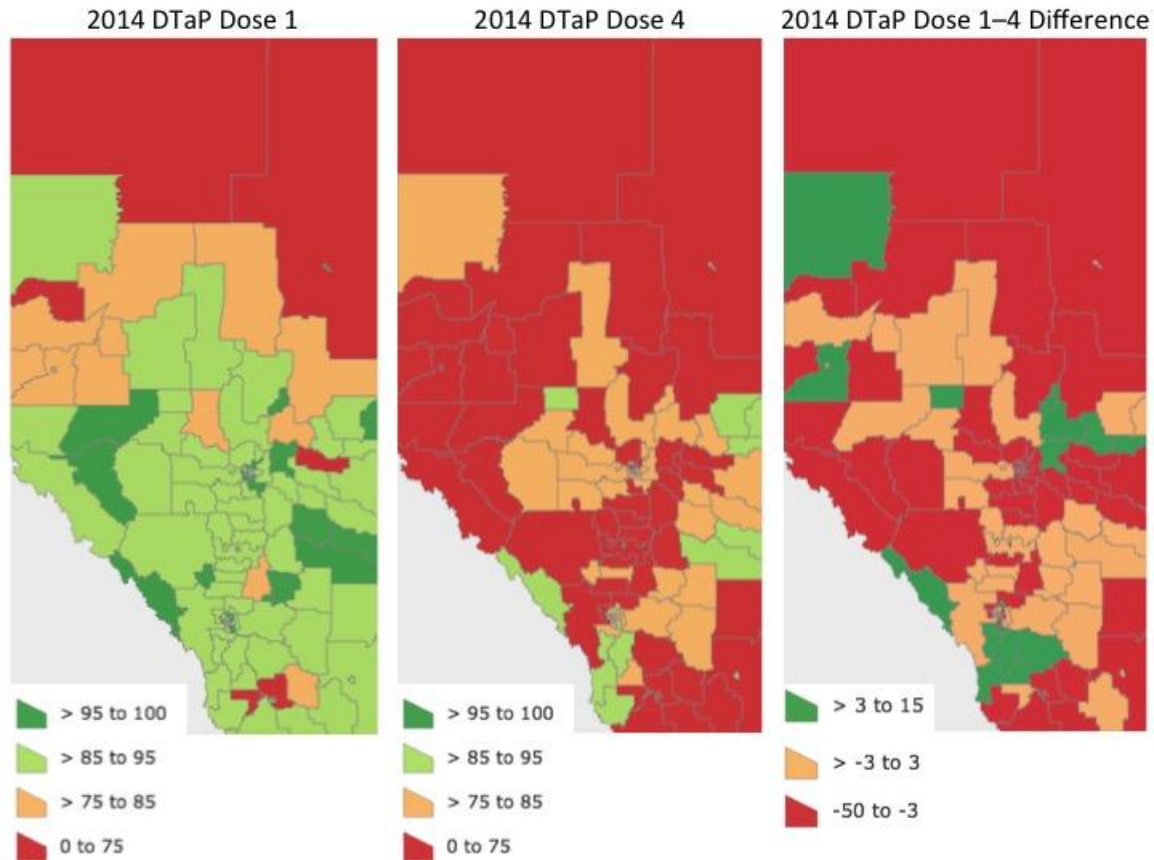 2014 DTaP Dose 1
2014 DTaP Dose 4
2014 DTaP Dose 1–4 Difference
> 95 to 100
> 85 to 95
> 75 to 85
0 to 75
> 95 to 100
> 85 to 95
> 75 to 85
0 to 75
> 3 to 15
> -3 to 3
-50 to -3